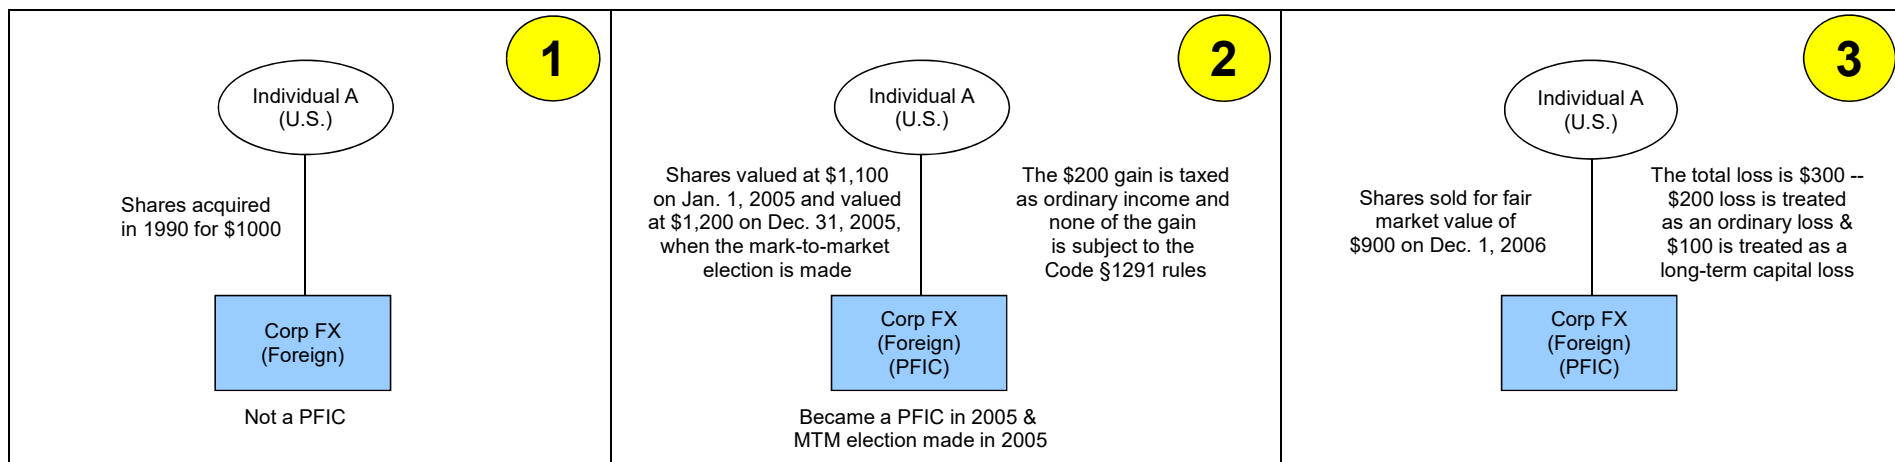 1
Individual A
(U.S.)
Shares acquired
in 1990 for $1000
Corp FX
(Foreign)
Not a PFIC
2
Individual A
(U.S.)
Shares valued at $1,100
on Jan. 1, 2005 and valued
at $1,200 on Dec. 31, 2005,
when the mark-to-market
election is made
The $200 gain is taxed
as ordinary income and
none of the gain
is subject to the
Code §1291 rules
Corp FX
(Foreign)
(PFIC)
Became a PFIC in 2005 &
MTM election made in 2005
3
Individual A
(U.S.)
Shares sold for fair
market value of
$900 on Dec. 1, 2006
The total loss is $300 --
$200 loss is treated
as an ordinary loss &
$100 is treated as a
long-term capital loss
Corp FX
(Foreign)
(PFIC)